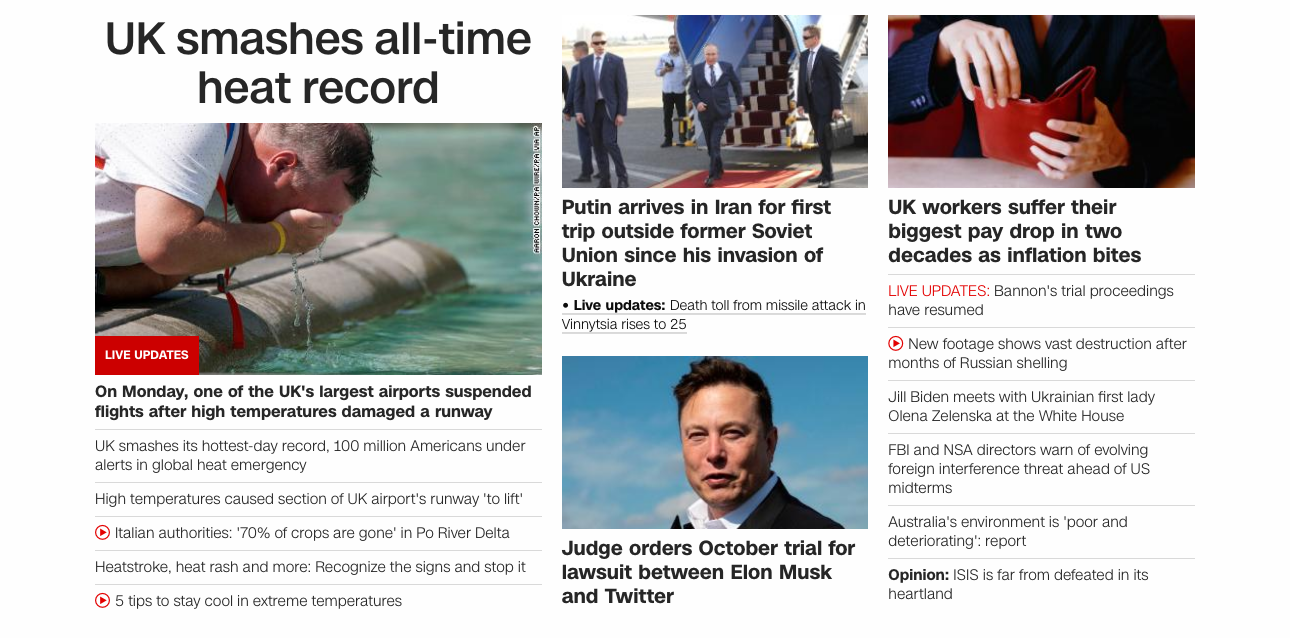 UK smashes all-time
heat record
AARON CHOWN/PA WIRE/PA VIA AP
LIVE UPDATES
On Monday, one of the UK's largest airports suspended
flights after high temperatures damaged a runway
UK smashes its hottest-day record, 100 million Americans under
alerts in global heat emergency
High temperatures caused section of UK airport's runway 'to lift'
Italian authorities: '70% of crops are gone' in Po River Delta
Heatstroke, heat rash and more: Recognize the signs and stop it
5 tips to stay cool in extreme temperatures
Putin arrives in Iran for first
trip outside former Soviet
Union since his invasion of
Ukraine
• Live updates: Death toll from missile attack in
Vinnytsia rises to 25
Judge orders October trial for
lawsuit between Elon Musk
and Twitter
UK workers suffer their
biggest pay drop in two
decades as inflation bites
LIVE UPDATES: Bannon's trial proceedings
have resumed
New footage shows vast destruction after
months of Russian shelling
Jill Biden meets with Ukrainian first lady
Olena Zelenska at the White House
FBI and NSA directors warn of evolving
foreign interference threat ahead of US
midterms
Australia's environment is 'poor and
deteriorating': report
Opinion: ISIS is far from defeated in its
heartland